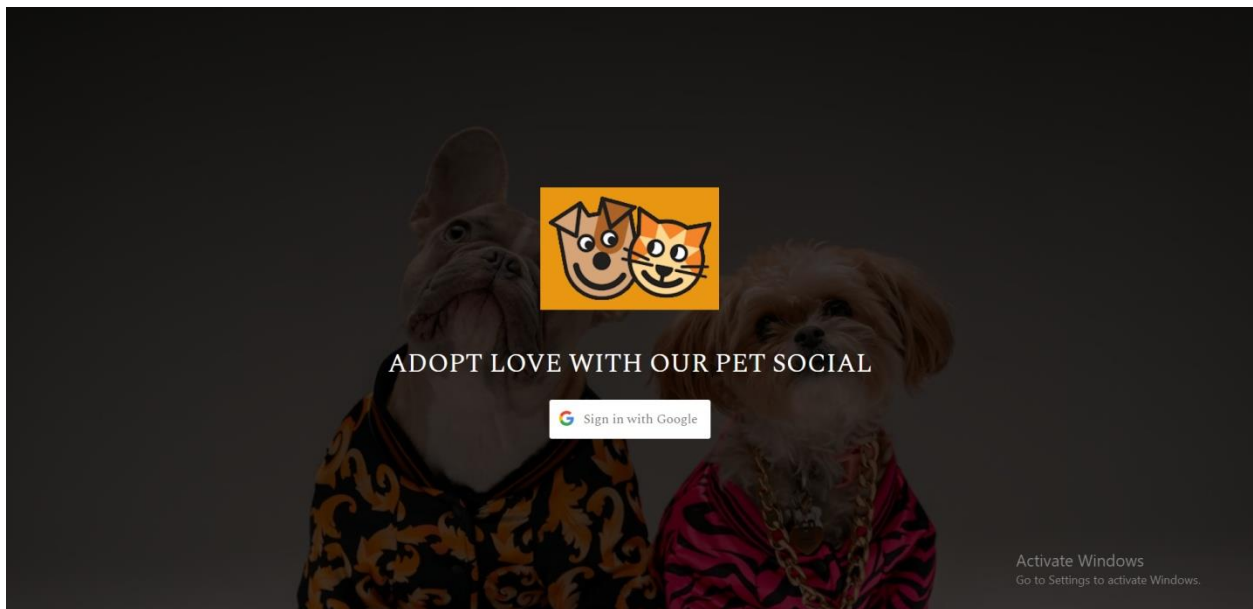 ADOPT LOVE WITH OUR PET SOCIAL
Sign in with Google
Activate Windows
Go to Settings to activate Windows.